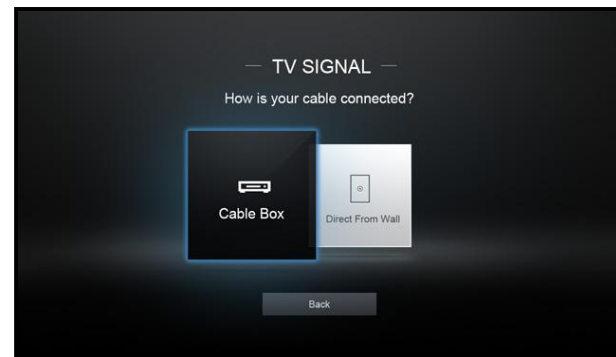 TV SIGNAL
How is your cable connected?
Cable Box
Direct From Wall
Back